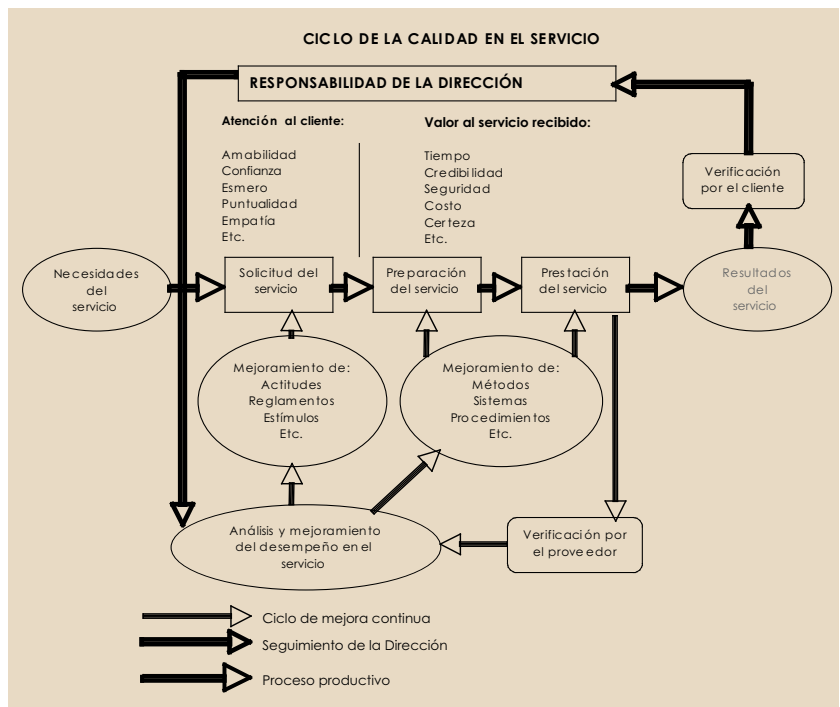 CICLO DE LA CALIDAD EN EL SERVICIO
RESPONSABILIDAD DE LA DIRECCIÓN
Atención al cliente:
Amabilidad
Confianza
Esmero
Puntualidad
Empatía
Etc.
Valor al servicio recibido:
Tiempo
Credibilidad
Seguridad
Costo
Certeza
Etc.
Verificación
por el cliente
Necesidades
del
servicio
Solicitud del
servicio
Preparación
del servicio
Prestación
del servicio
Resultados
del
servicio
Mejoramiento de:
Actitudes
Reglamentos
Estímulos
Etc.
Mejoramiento de:
Métodos
Sistemas
Procedimientos
Etc.
Análisis y mejoramiento
del desempeño en el
servicio
Verificación por
el proveedor
Ciclo de mejora continua
Seguimiento de la Dirección
Proceso productivo